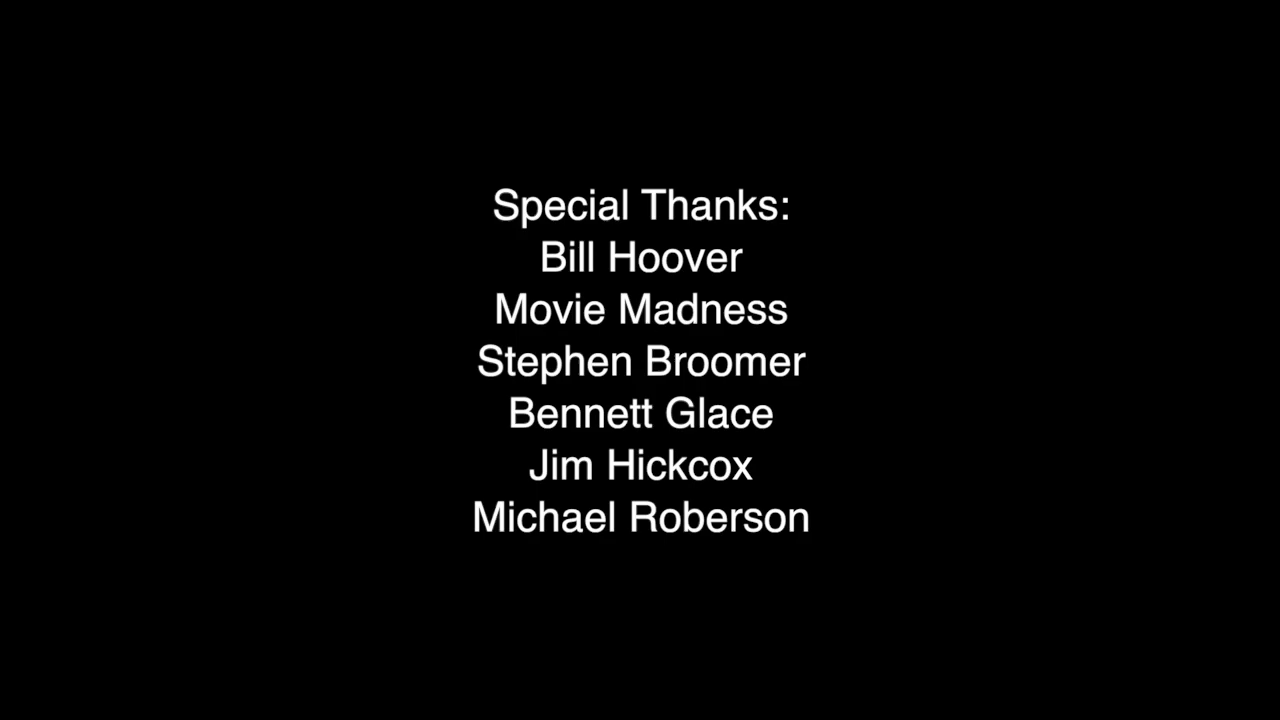 Special Thanks:
Bill Hoover
Movie Madness
Stephen Broomer
Bennett Glace
Jim Hickcox
Michael Roberson